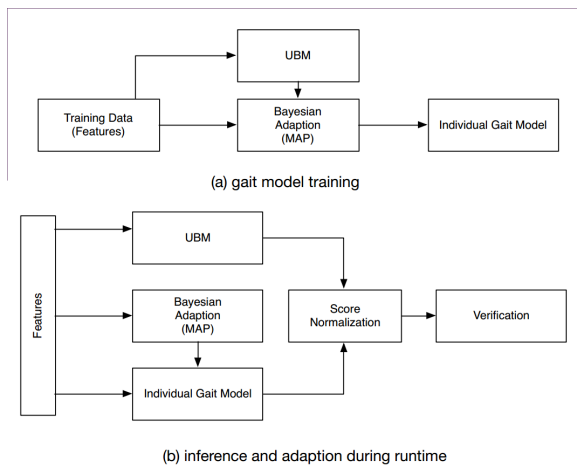 UBM
Training Data
(Features)
Bayesian
Adaption
(MAP)
Individual Gait Model
(a) gait model training
Features
UBM
Bayesian
Adaption
(MAP)
Individual Gait Model
Score
Normalization
Verification
(b) inference and adaption during runtime